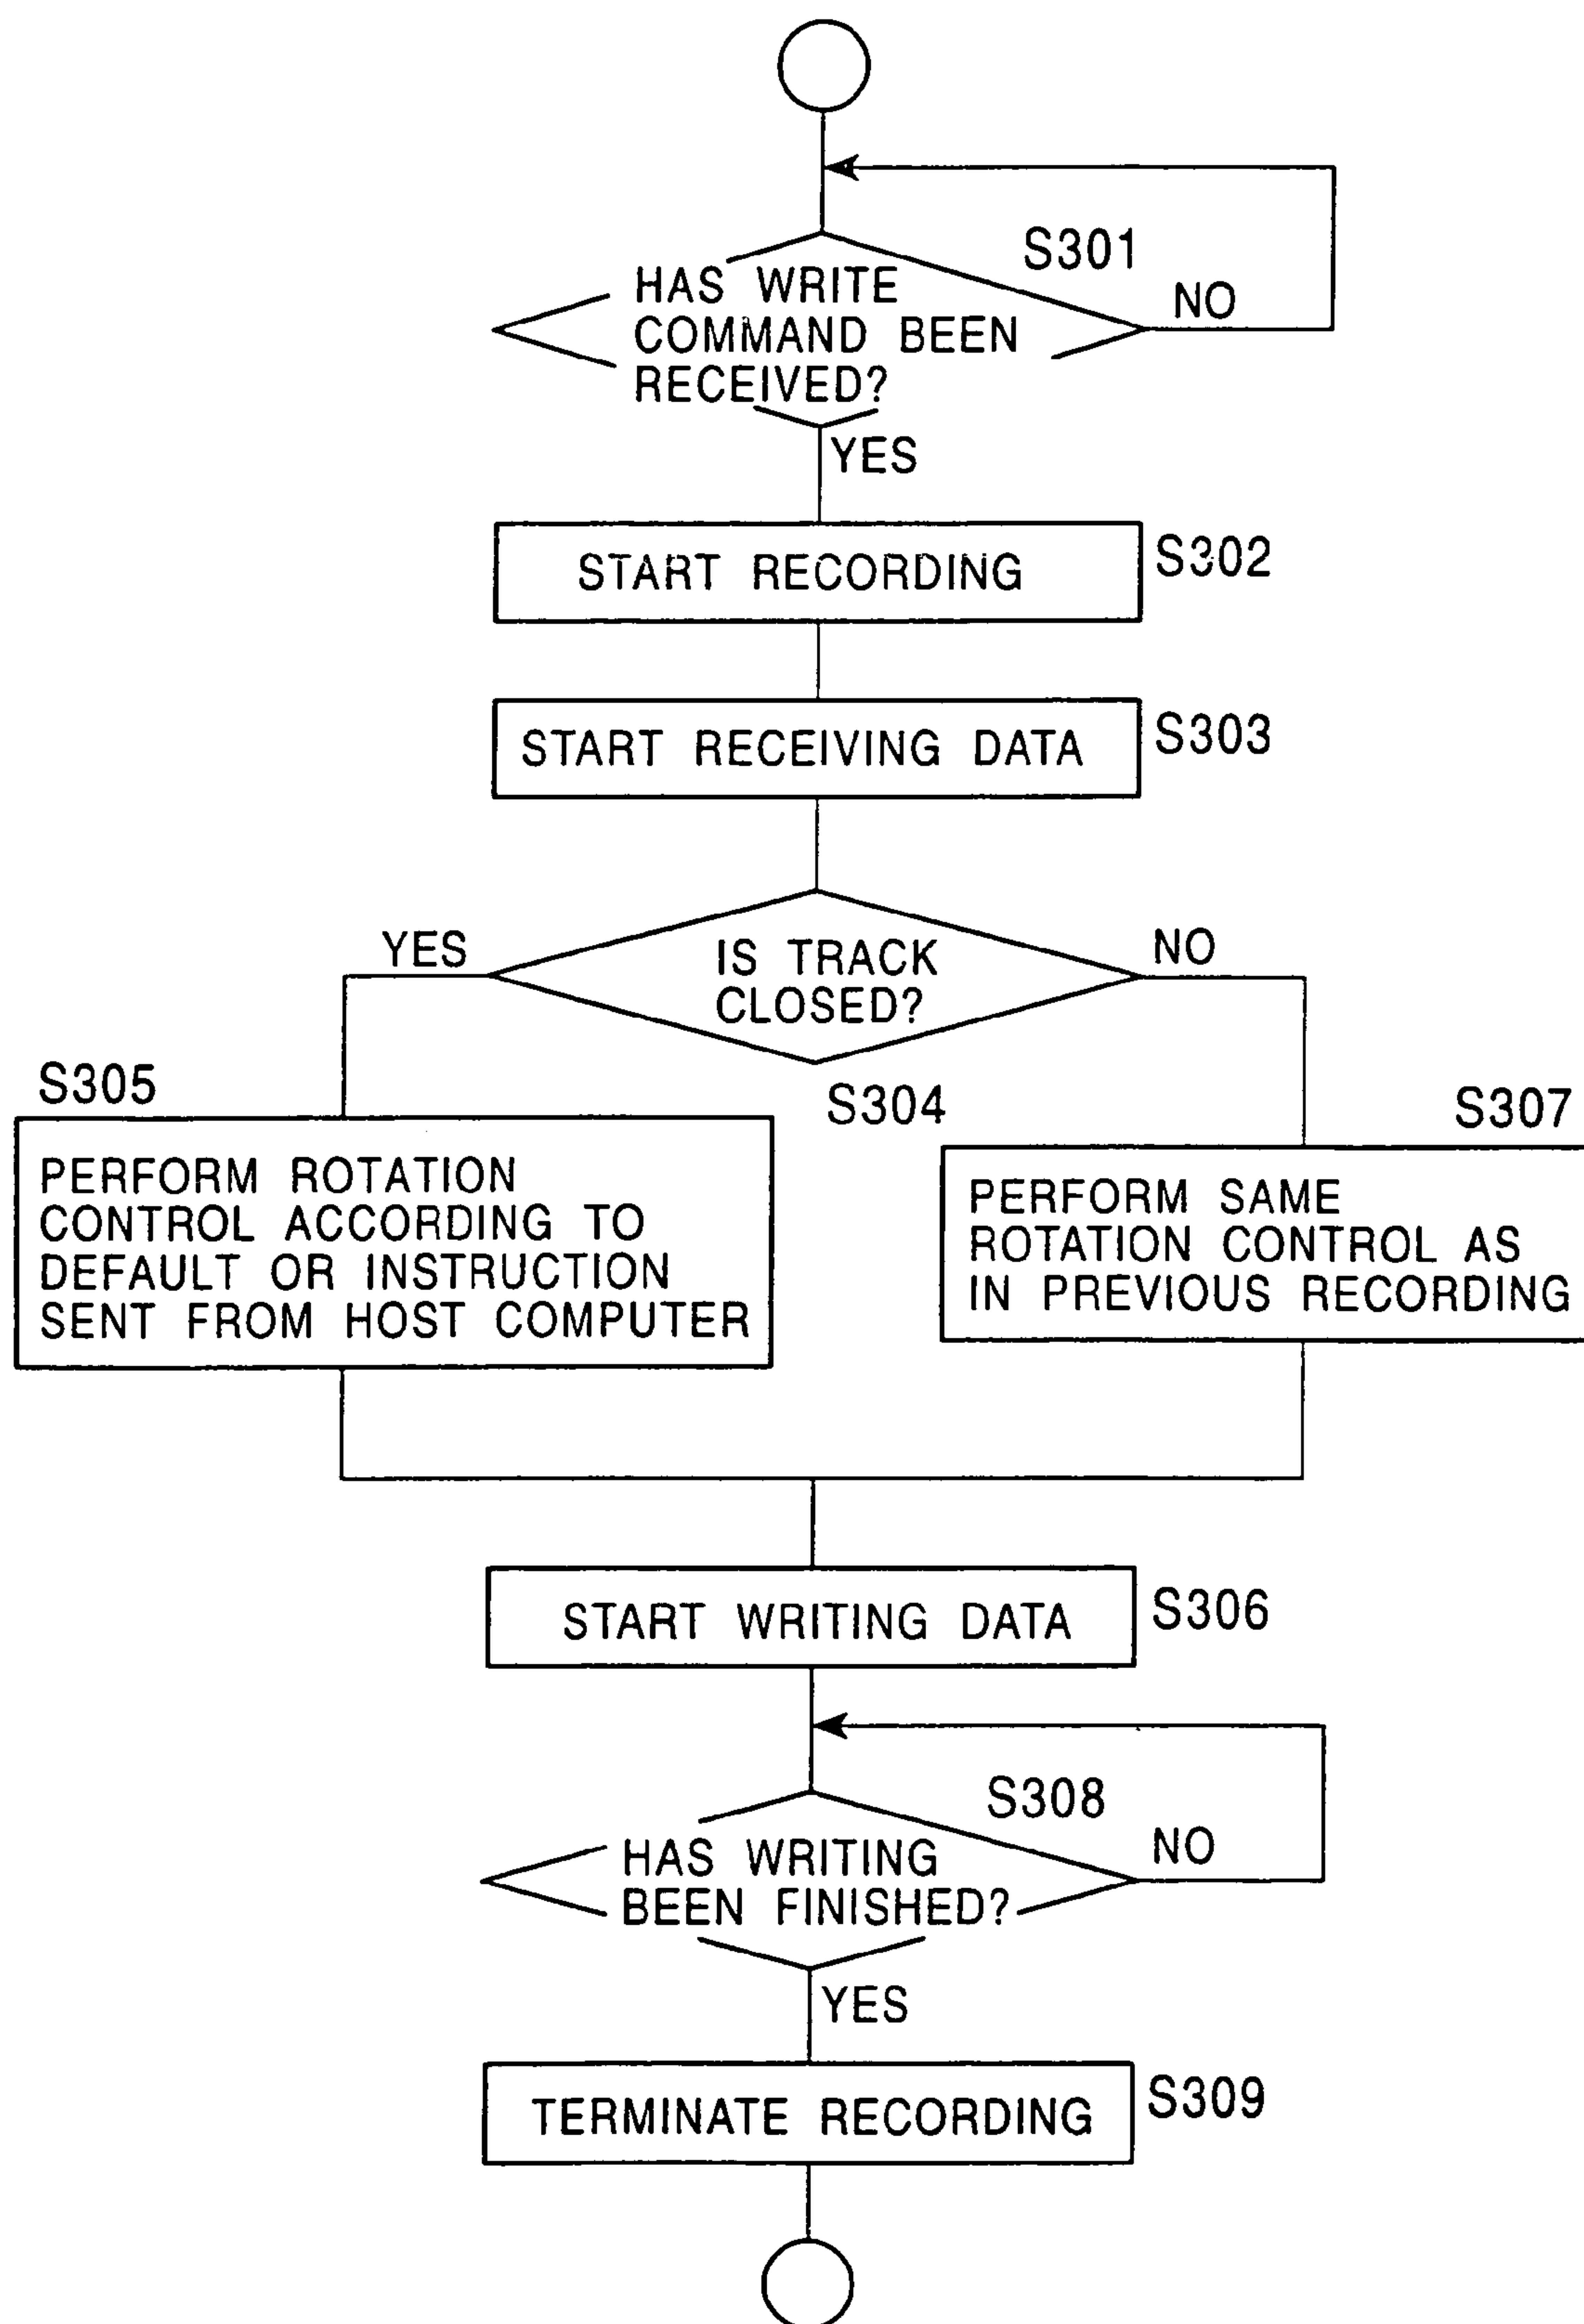 S301
HAS WRITE
COMMAND BEEN
RECEIVED?
NO
YES
START RECORDING
S302
START RECEIVING DATA
S303
YES
IS TRACK
CLOSED?
NO
S304
S305
PERFORM ROTATION
CONTROL ACCORDING TO
DEFAULT OR INSTRUCTION
SENT FROM HOST COMPUTER
S307
PERFORM SAME
ROTATION CONTROL AS
IN PREVIOUS RECORDING
START WRITING DATA
S306
S308
HAS WRITING
BEEN FINISHED?
NO
YES
TERMINATE RECORDING
S309